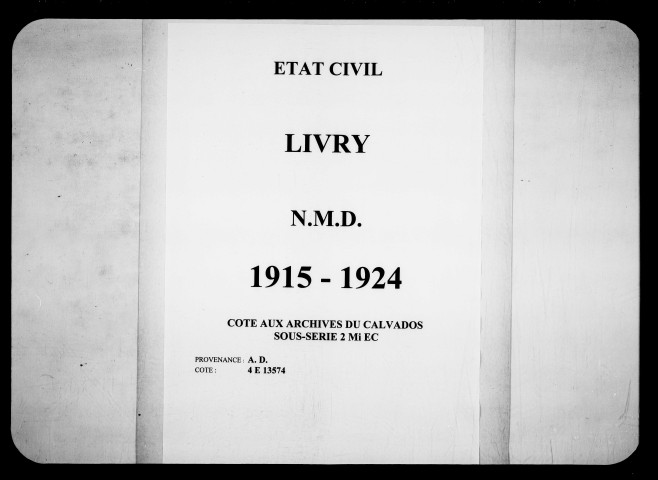 ETAT CIVIL
LIVRY
N.M.D.
1915 - 1924
COTE AUX ARCHIVES DU CALVADOS
SOUS-SERIE 2 Mi EC
PROVENANCE : A. D.
COTE : 4 E 13574